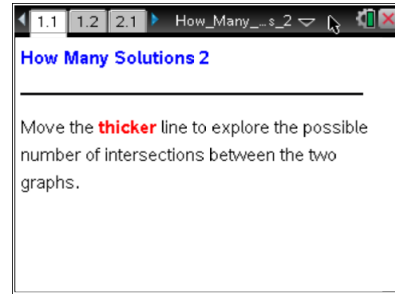 1.1 1.2 2.1 How_Many_...s_2
How Many Solutions 2
Move the thicker line to explore the possible
number of intersections between the two
graphs.